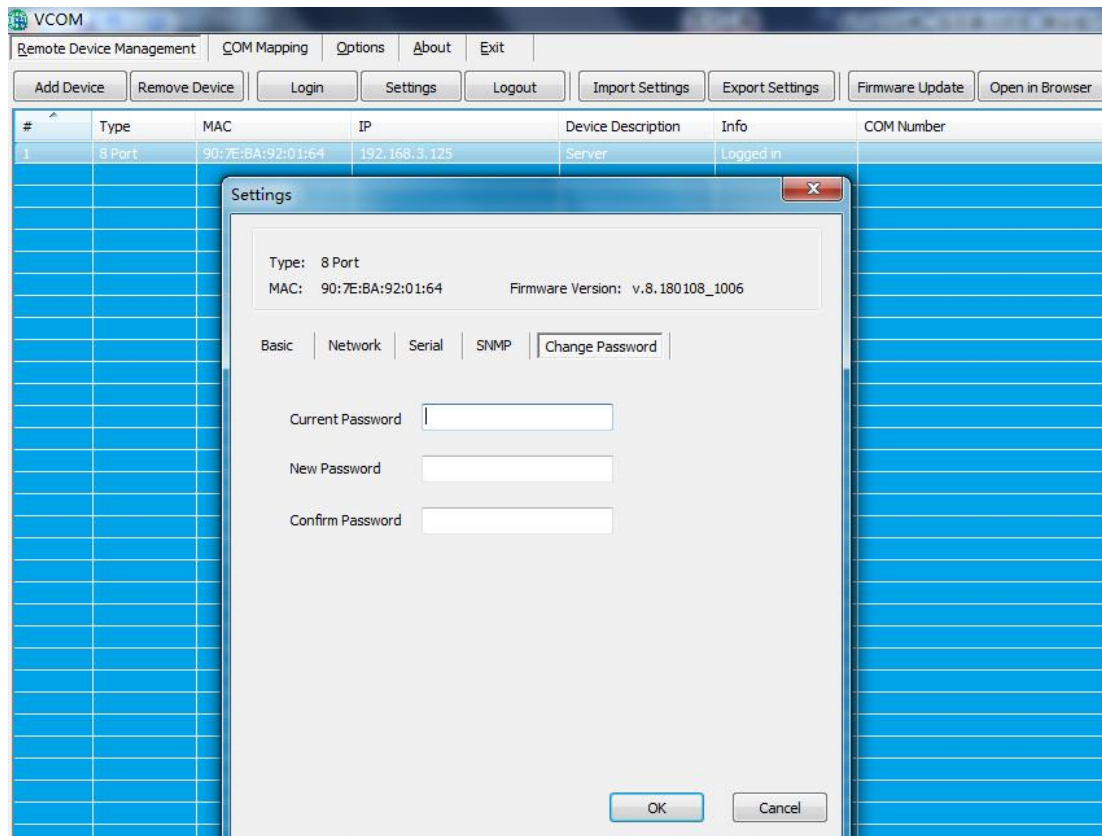 VCOM
Remote Device Management COM Mapping Options About Exit
Add Device Remove Device Login Settings Logout Import Settings Export Settings Firmware Update Open in Browser
# Type MAC IP Device Description Info COM Number
1 8 Port 90:7E:BA:92:01:64 192.168.3.125 Server Logged in
Settings
Type: 8 Port
MAC: 90:7E:BA:92:01:64 Firmware Version: v.8.180108_1006
Basic Network Serial SNMP Change Password
Current Password
New Password
Confirm Password
OK Cancel